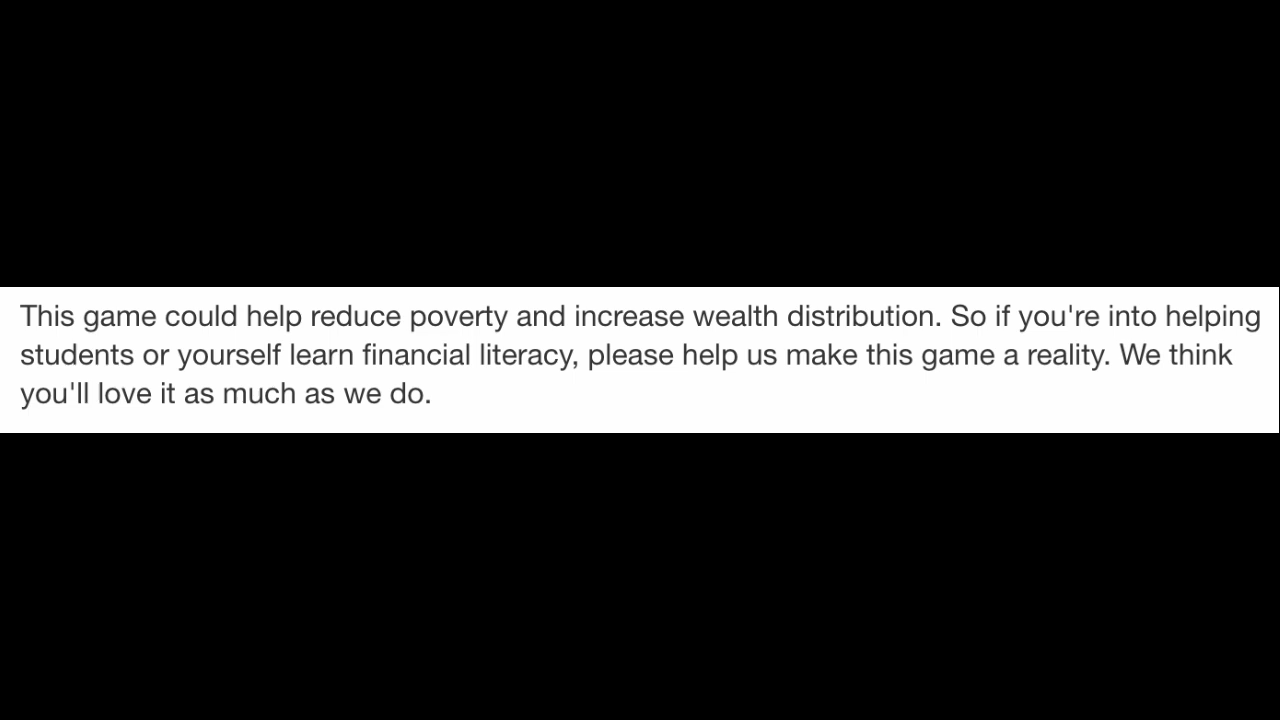 This game could help reduce poverty and increase wealth distribution. So if you're into helping
students or yourself learn financial literacy, please help us make this game a reality. We think
you'll love it as much as we do.